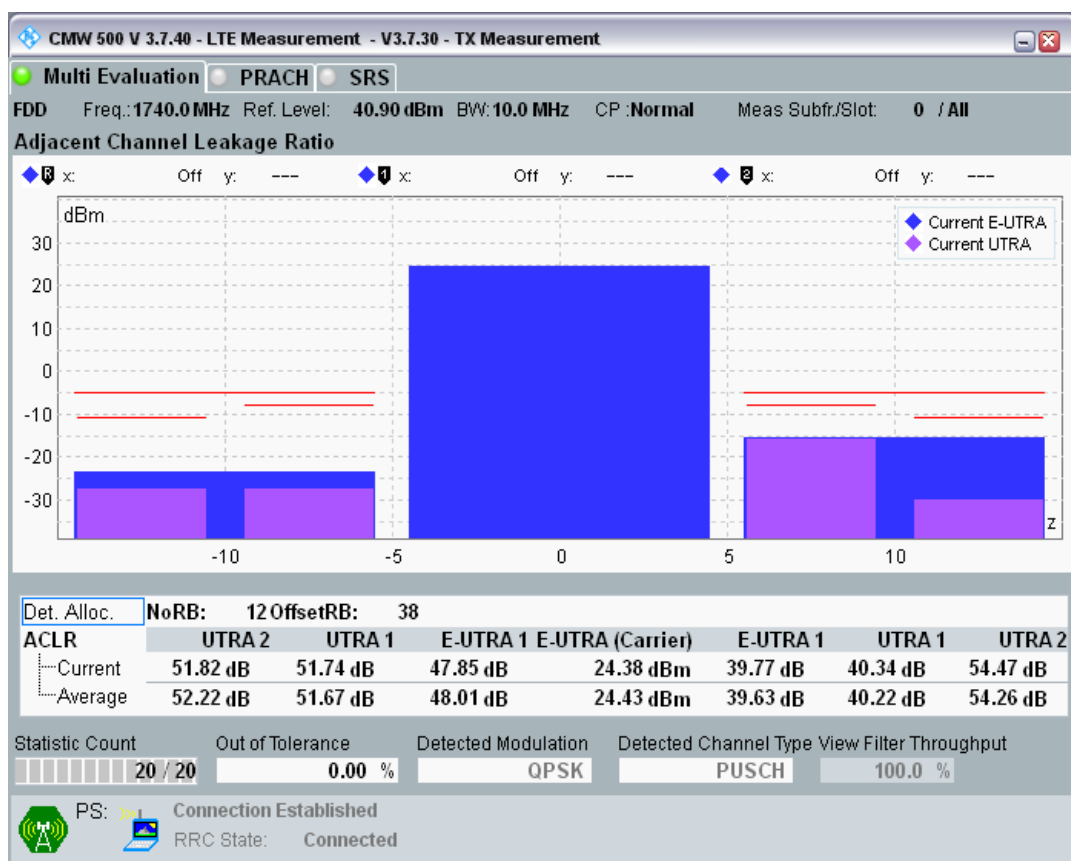 CMW 500 V 3.7.40 - LTE Measurement - V3.7.30 - TX Measurement
Multi Evaluation PRACH SRS
FDD Freq.: 1740.0 MHz Ref. Level: 40.90 dBm BW: 10.0 MHz CP : Normal Meas Subfr./Slot: 0 / All
Adjacent Channel Leakage Ratio
R x: Off y: --- 1 x: Off y: --- 2 x: Off y: ---
dBm
Current E-UTRA
Current UTRA
30
20
10
0
-10
-20
-30
z
-10 -5 0 5 10
Det. Alloc. NoRB: 12 OffsetRB: 38
ACLR UTRA 2 UTRA 1 E-UTRA 1 E-UTRA (Carrier) E-UTRA 1 UTRA 1 UTRA 2
Current 51.82 dB 51.74 dB 47.85 dB 24.38 dBm 39.77 dB 40.34 dB 54.47 dB
Average 52.22 dB 51.67 dB 48.01 dB 24.43 dBm 39.63 dB 40.22 dB 54.26 dB
Statistic Count Out of Tolerance Detected Modulation Detected Channel Type View Filter Throughput
20 / 20 0.00 % QPSK PUSCH 100.0 %
PS: Connection Established
RRC State: Connected